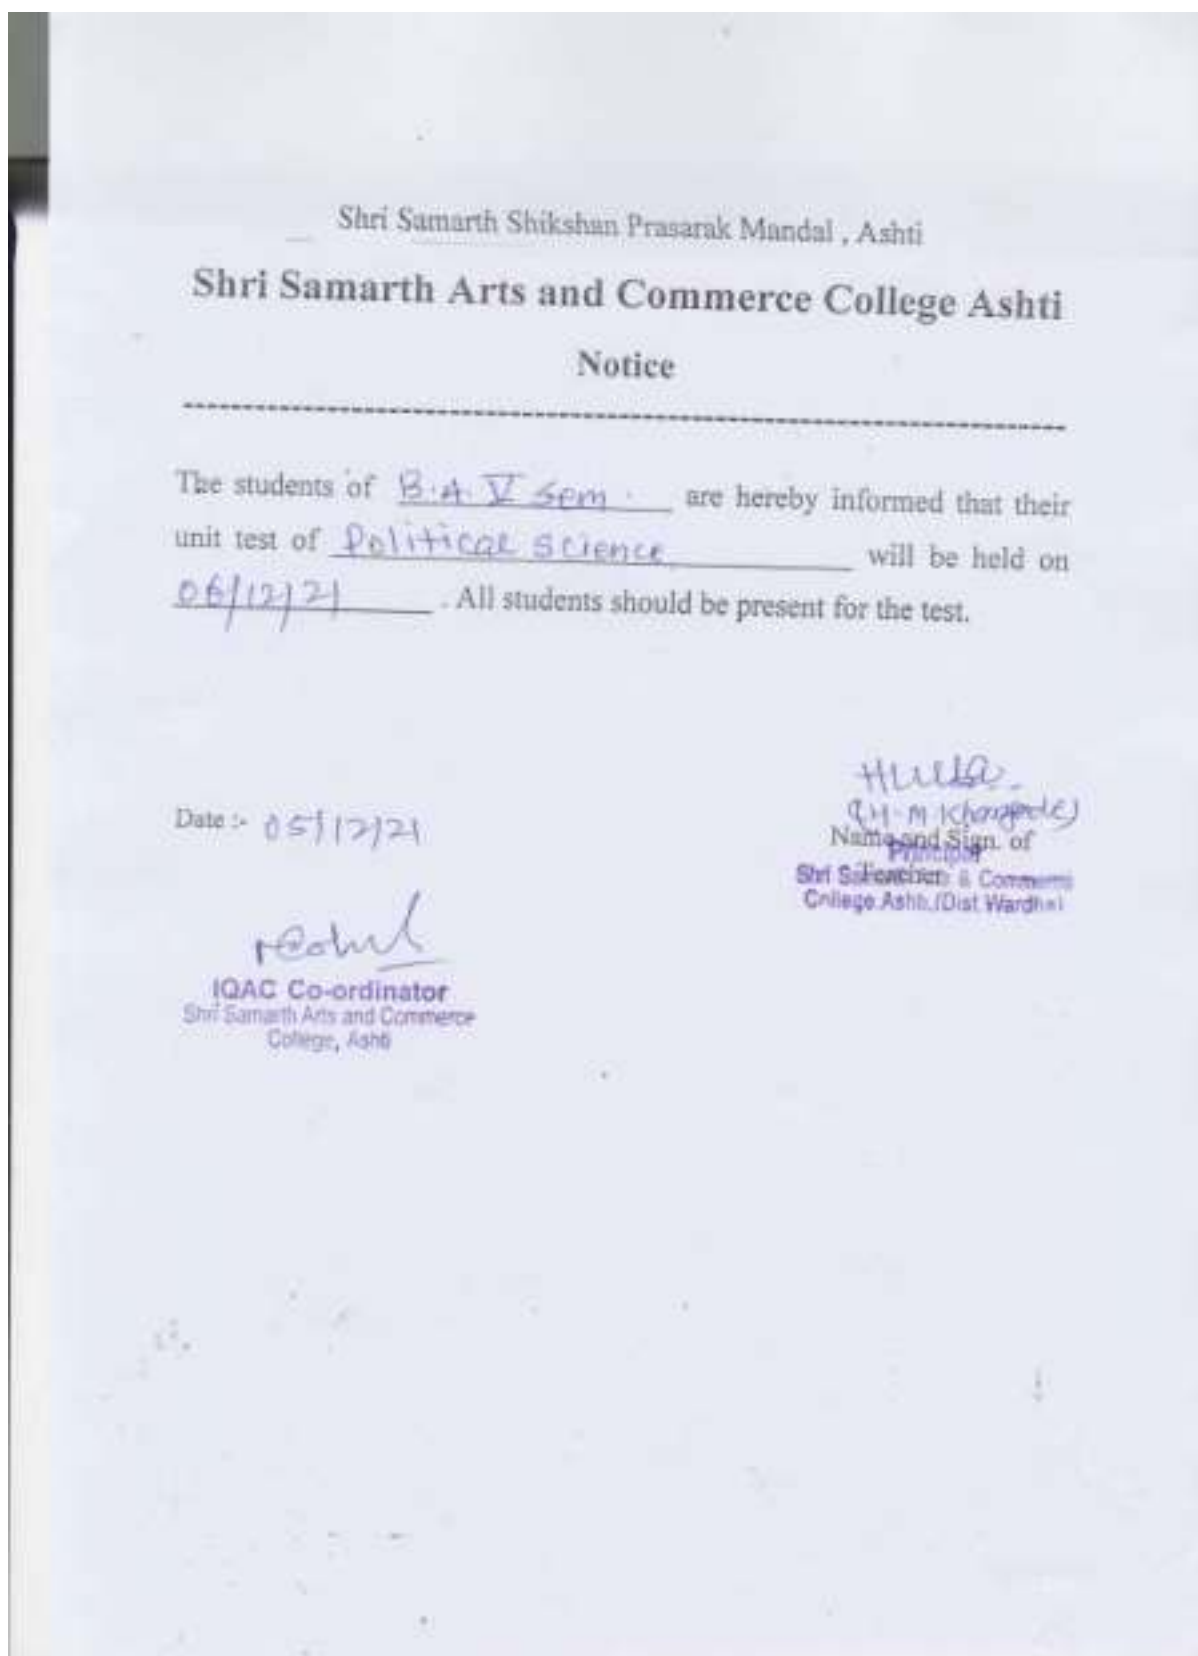 Shri Samarth Shikshan Prasarak Mandal , Ashti
Shri Samarth Arts and Commerce College Ashti
Notice
The students of B.A. V Sem. are hereby informed that their
unit test of Political Science will be held on
06/12/21 . All students should be present for the test.
Date :- 05/12/21
(H.M
Name and Sign. of
Principal
Teacher
Shri & Commerce
College Ashti (Dist Wardha)
IQAC Co-ordinator
Shri Samarth Arts and Commerce
College, Ashti